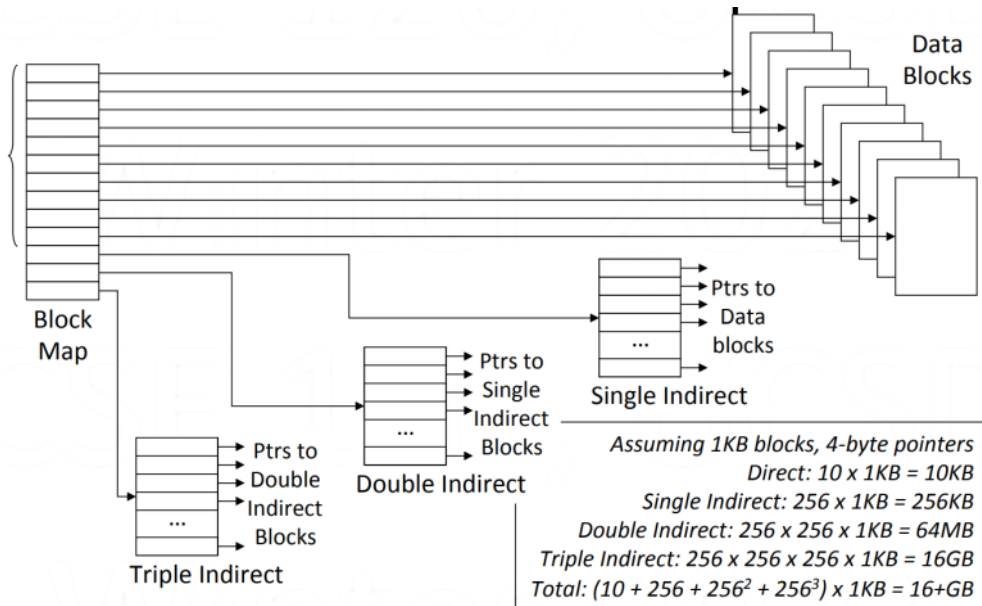 Data
Blocks
Block
Map
Ptrs to
Data
blocks
...
Single Indirect
Ptrs to
Single
Indirect
Blocks
...
Double Indirect
Ptrs to
Double
Indirect
Blocks
...
Triple Indirect
Assuming 1KB blocks, 4-byte pointers
Direct: 10 x 1KB = 10KB
Single Indirect: 256 x 1KB = 256KB
Double Indirect: 256 x 256 x 1KB = 64MB
Triple Indirect: 256 x 256 x 256 x 1KB = 16GB
Total: (10 + 256 + 256² + 256³) x 1KB = 16+GB